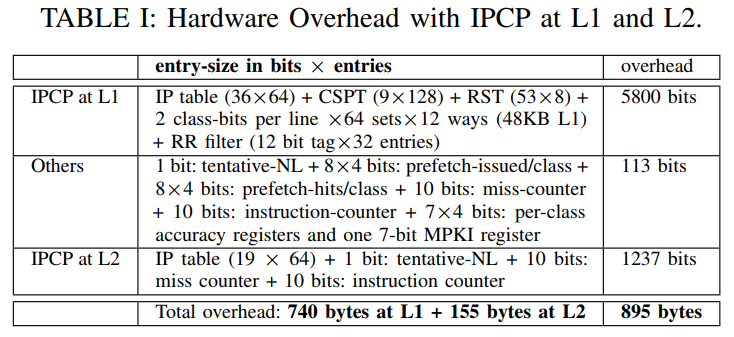 TABLE I: Hardware Overhead with IPCP at L1 and L2.
entry-size in bits × entries overhead
IPCP at L1 IP table (36×64) + CSPT (9×128) + RST (53×8) + 5800 bits
2 class-bits per line ×64 sets×12 ways (48KB L1)
+ RR filter (12 bit tag×32 entries)
Others 1 bit: tentative-NL + 8×4 bits: prefetch-issued/class + 113 bits
8×4 bits: prefetch-hits/class + 10 bits: miss-counter
+ 10 bits: instruction-counter + 7×4 bits: per-class
accuracy registers and one 7-bit MPKI register
IPCP at L2 IP table (19 × 64) + 1 bit: tentative-NL + 10 bits: 1237 bits
miss counter + 10 bits: instruction counter
Total overhead: 740 bytes at L1 + 155 bytes at L2 895 bytes